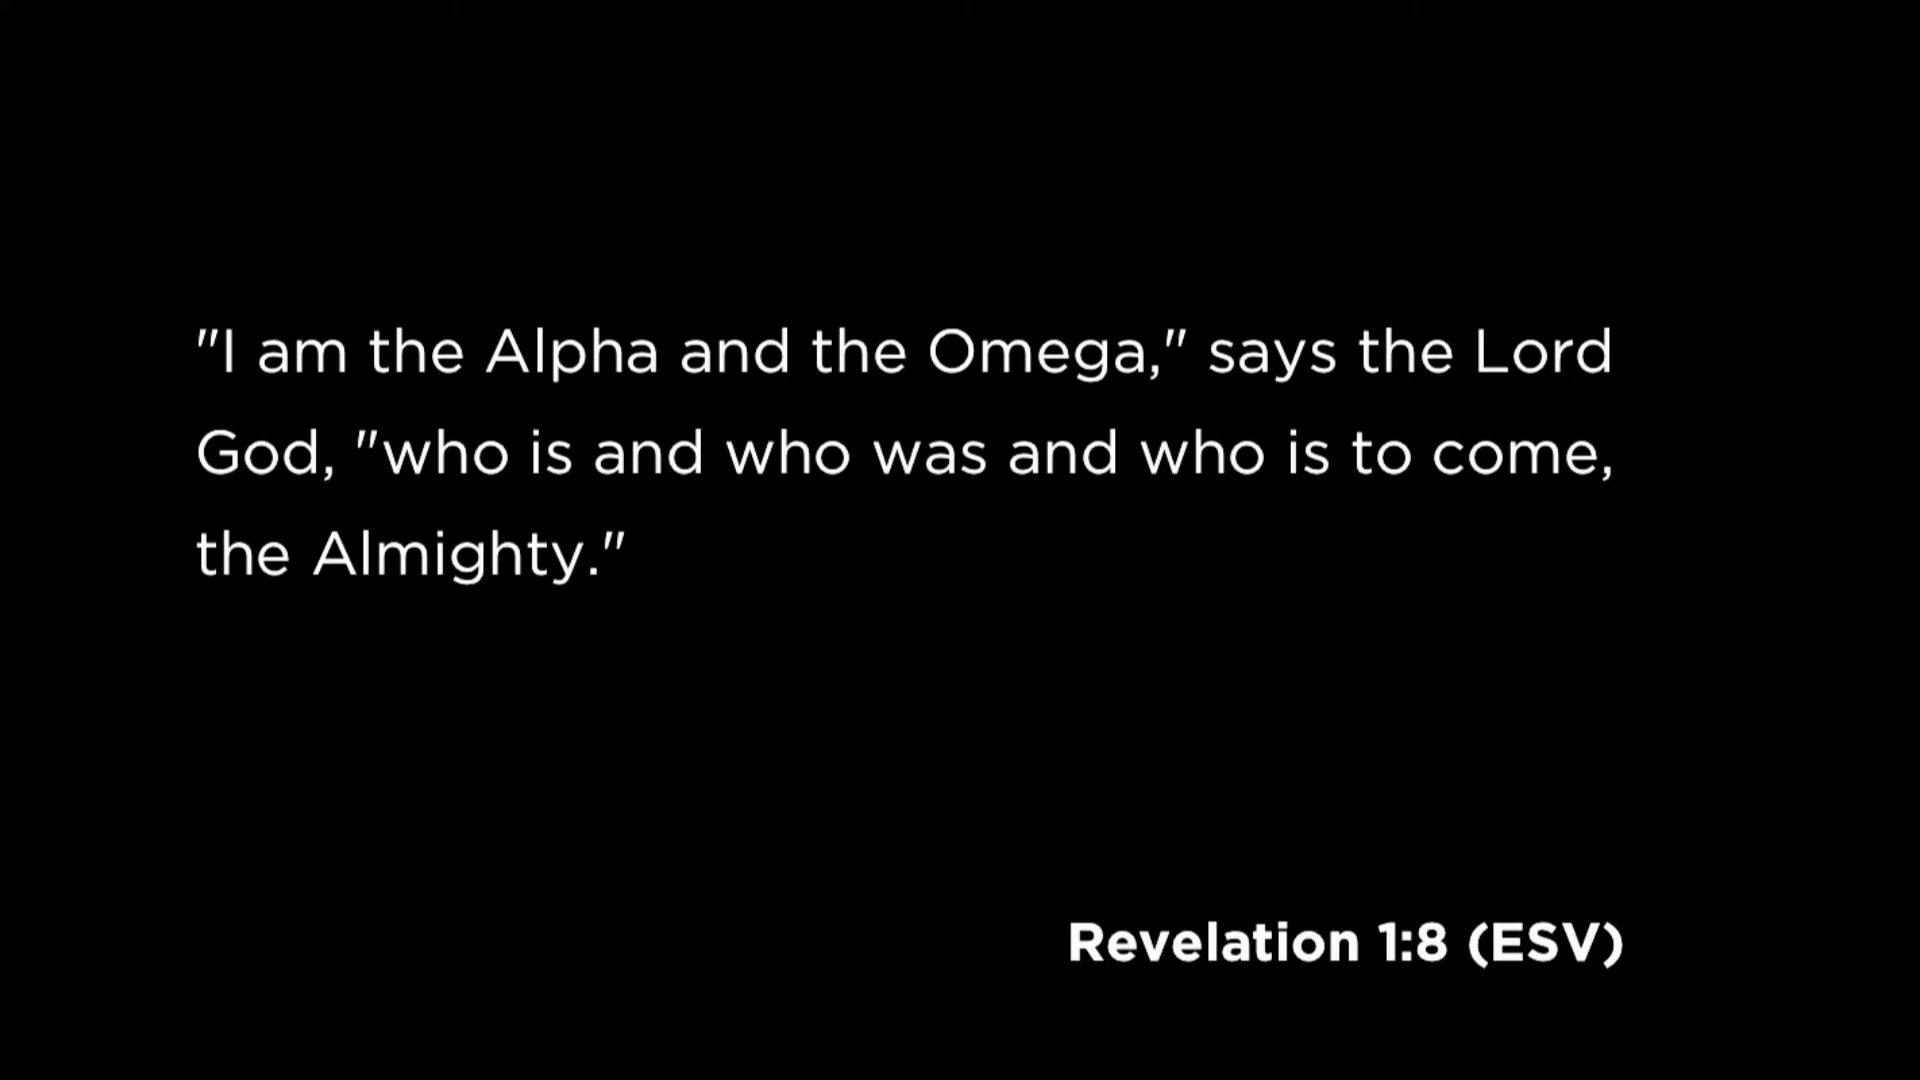 "I am the Alpha and the Omega," says the Lord
God, "who is and who was and who is to come,
the Almighty."
Revelation 1:8 (ESV)